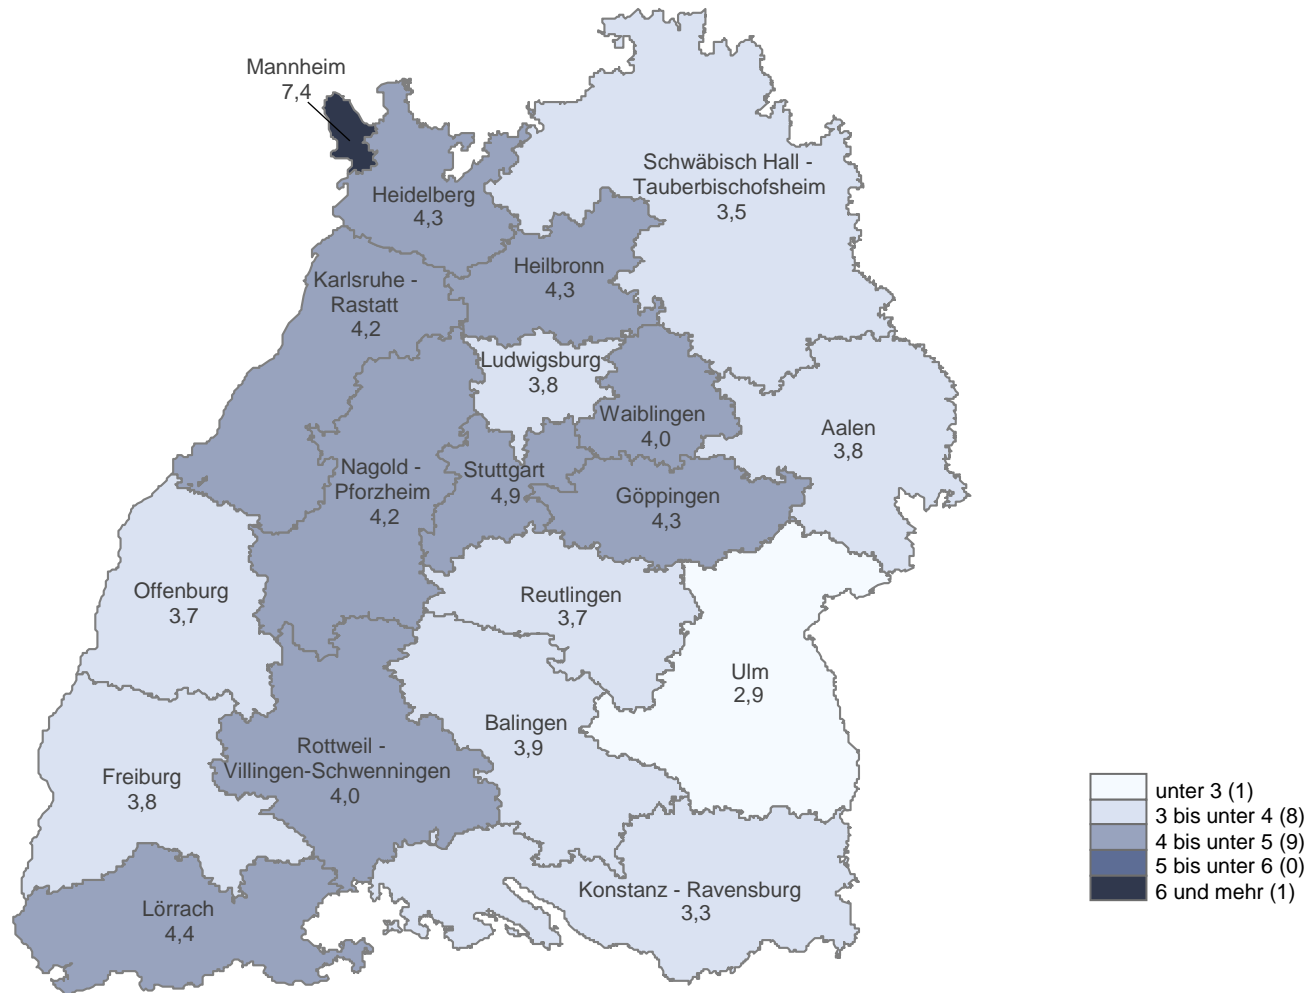 Mannheim
7,4
Schwäbisch Hall -
Tauberbischofsheim
3,5
Heidelberg
4,3
Heilbronn
4,3
Karlsruhe -
Rastatt
4,2
Ludwigsburg
3,8
Waiblingen
4,0
Aalen
3,8
Nagold -
Pforzheim
4,2
Stuttgart
4,9
Göppingen
4,3
Offenburg
3,7
Reutlingen
3,7
Ulm
2,9
Balingen
3,9
Rottweil -
Villingen-Schwenningen
4,0
Freiburg
3,8
Konstanz - Ravensburg
3,3
Lörrach
4,4
unter 3 (1)
3 bis unter 4 (8)
4 bis unter 5 (9)
5 bis unter 6 (0)
6 und mehr (1)